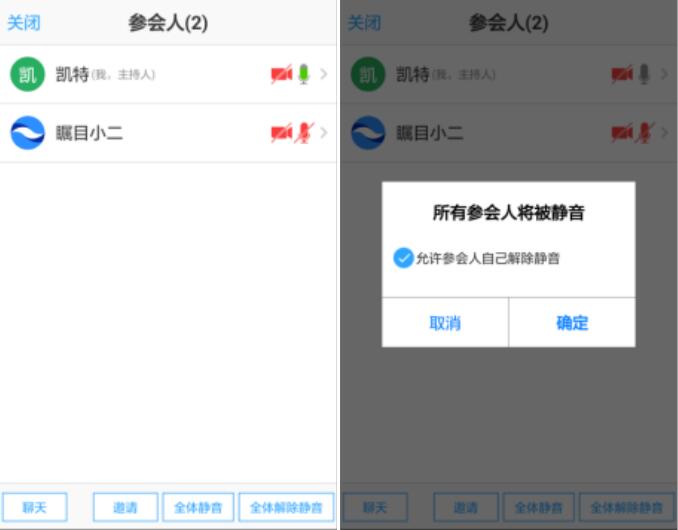 关闭
参会人(2)
凯
凯特(我，主持人)
瞩目小二
聊天
邀请
全体静音
全体解除静音
关闭
参会人(2)
凯
凯特(我，主持人)
瞩目小二
所有参会人将被静音
允许参会人自己解除静音
取消
确定
聊天
邀请
全体静音
全体解除静音